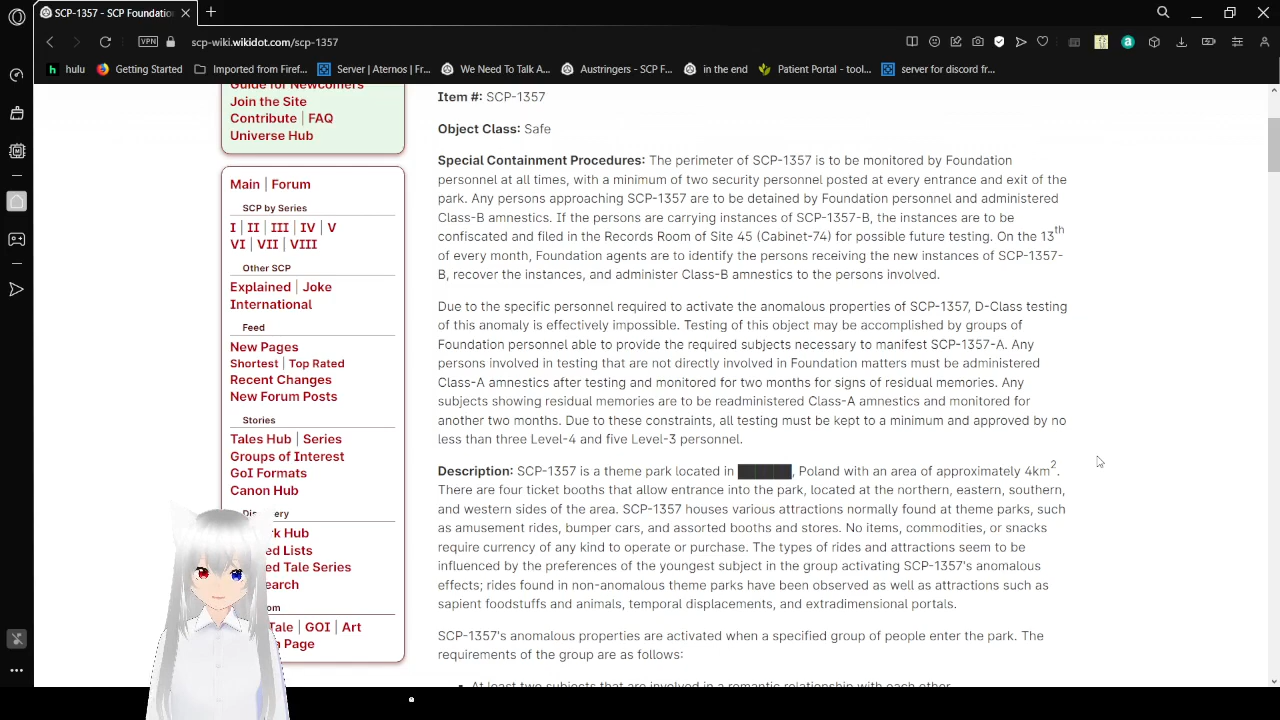 SCP-1357 - SCP Foundatio
VPN
scp-wiki.wikidot.com/scp-1357
hulu
Getting Started
Imported from Firef...
Server | Aternos | Fr...
We Need To Talk A...
Austringers - SCP F...
in the end
Patient Portal - tool...
server for discord fr...
Guide for Newcomers
Join the Site
Contribute | FAQ
Universe Hub
Main | Forum
SCP by Series
I | II | III | IV | V
VI | VII | VIII
Other SCP
Explained | Joke
International
Feed
New Pages
Shortest | Top Rated
Recent Changes
New Forum Posts
Stories
Tales Hub | Series
Groups of Interest
GoI Formats
Canon Hub
Hub
Lists
Tale Series
Tale | GOI | Art
Page
Item #: SCP-1357
Object Class: Safe
Special Containment Procedures: The perimeter of SCP-1357 is to be monitored by Foundation
personnel at all times, with a minimum of two security personnel posted at every entrance and exit of the
park. Any persons approaching SCP-1357 are to be detained by Foundation personnel and administered
Class-B amnestics. If the persons are carrying instances of SCP-1357-B, the instances are to be
confiscated and filed in the Records Room of Site 45 (Cabinet-74) for possible future testing. On the 13th
of every month, Foundation agents are to identify the persons receiving the new instances of SCP-1357-
B, recover the instances, and administer Class-B amnestics to the persons involved.
Due to the specific personnel required to activate the anomalous properties of SCP-1357, D-Class testing
of this anomaly is effectively impossible. Testing of this object may be accomplished by groups of
Foundation personnel able to provide the required subjects necessary to manifest SCP-1357-A. Any
persons involved in testing that are not directly involved in Foundation matters must be administered
Class-A amnestics after testing and monitored for two months for signs of residual memories. Any
subjects showing residual memories are to be readministered Class-A amnestics and monitored for
another two months. Due to these constraints, all testing must be kept to a minimum and approved by no
less than three Level-4 and five Level-3 personnel.
Description: SCP-1357 is a theme park located in ██████, Poland with an area of approximately 4km2.
There are four ticket booths that allow entrance into the park, located at the northern, eastern, southern,
and western sides of the area. SCP-1357 houses various attractions normally found at theme parks, such
as amusement rides, bumper cars, and assorted booths and stores. No items, commodities, or snacks
require currency of any kind to operate or purchase. The types of rides and attractions seem to be
influenced by the preferences of the youngest subject in the group activating SCP-1357's anomalous
effects; rides found in non-anomalous theme parks have been observed as well as attractions such as
sapient foodstuffs and animals, temporal displacements, and extradimensional portals.
SCP-1357's anomalous properties are activated when a specified group of people enter the park. The
requirements of the group are as follows:
At least two subjects that are involved in a romantic relationship with each other